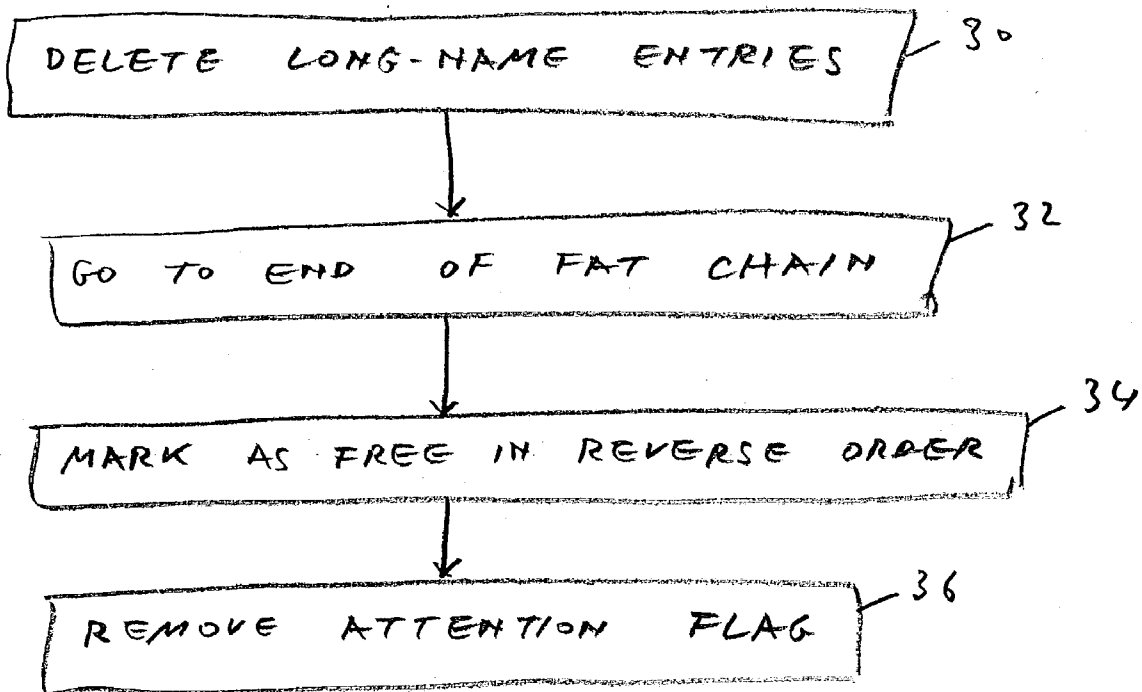 DELETE LONG-NAME ENTRIES 30
GO TO END OF FAT CHAIN 32
MARK AS FREE IN REVERSE ORDER 34
REMOVE ATTENTION FLAG 36